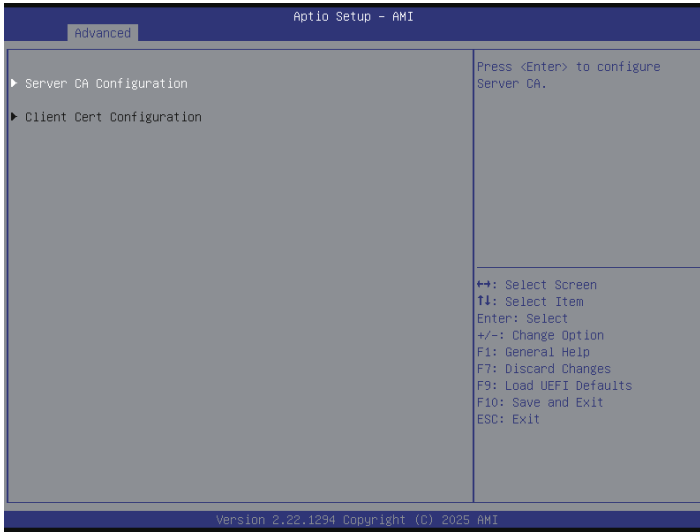 Aptio Setup – AMI
Advanced
▶ Server CA Configuration
▶ Client Cert Configuration
Press <Enter> to configure
Server CA.
↔: Select Screen
↑↓: Select Item
Enter: Select
+/-: Change Option
F1: General Help
F7: Discard Changes
F9: Load UEFI Defaults
F10: Save and Exit
ESC: Exit
Version 2.22.1294 Copyright (C) 2025 AMI